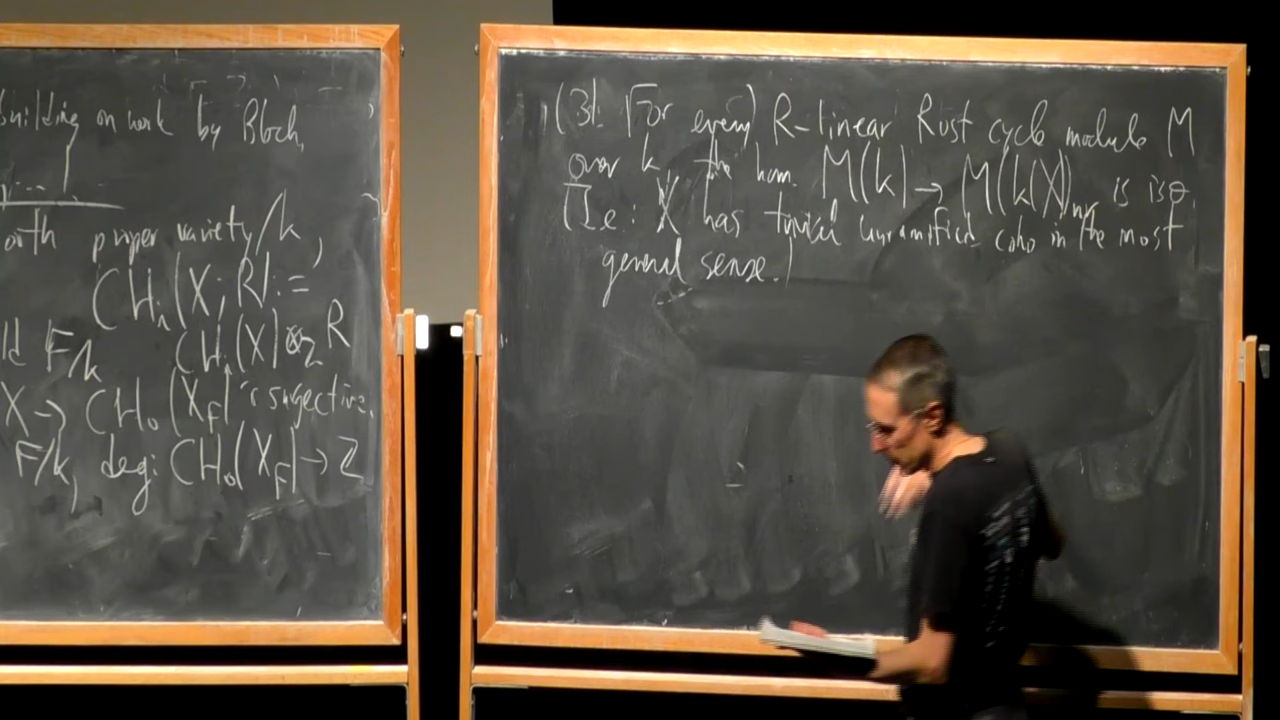 building on work by Bloch,
proper variety/k,
CH_i(X; R) :=
F/k CH_i(X) ⊗_Z R
X → CH_0(X_F) is surjective.
F/k, deg: CH_0(X_F) → Z
(3) (For every) R-linear Rost cycle module M
over k the hom. M(k) → M(k(X))_nr is iso.
(I.e: X has trivial unramified coho in the most
general sense.)